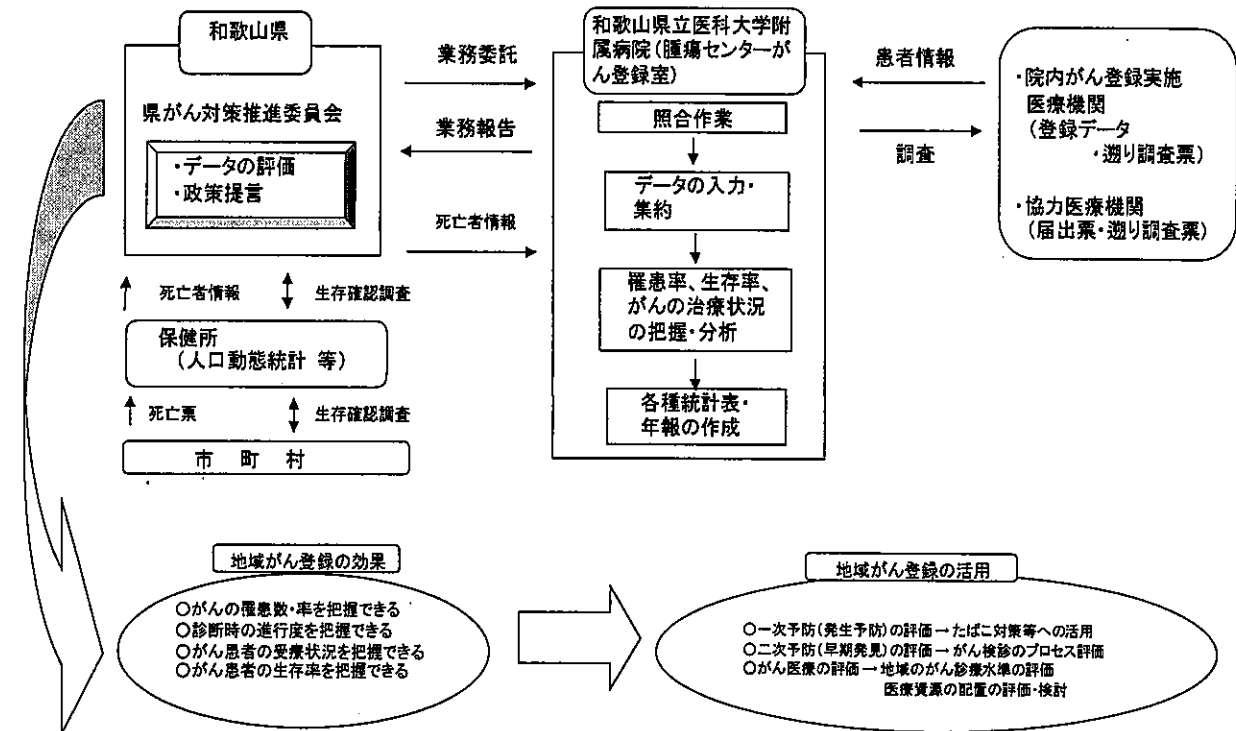 和歌山県
県がん対策推進委員会
・データの評価
・政策提言
業務委託
業務報告
死亡者情報
和歌山県立医科大学附
属病院(腫瘍センターが
ん登録室)
照合作業
データの入力・
集約
罹患率、生存率、
がんの治療状況
の把握・分析
各種統計表・
年報の作成
患者情報
調査
・院内がん登録実施
医療機関
(登録データ
・遡り調査票)
・協力医療機関
(届出票・遡り調査票)
死亡者情報
生存確認調査
保健所
(人口動態統計 等)
死亡票
生存確認調査
市 町 村
地域がん登録の効果
○がんの罹患数・率を把握できる
○診断時の進行度を把握できる
○がん患者の受療状況を把握できる
○がん患者の生存率を把握できる
地域がん登録の活用
○一次予防(発生予防)の評価→たばこ対策等への活用
○二次予防(早期発見)の評価→がん検診のプロセス評価
○がん医療の評価→地域のがん診療水準の評価
医療資源の配置の評価・検討